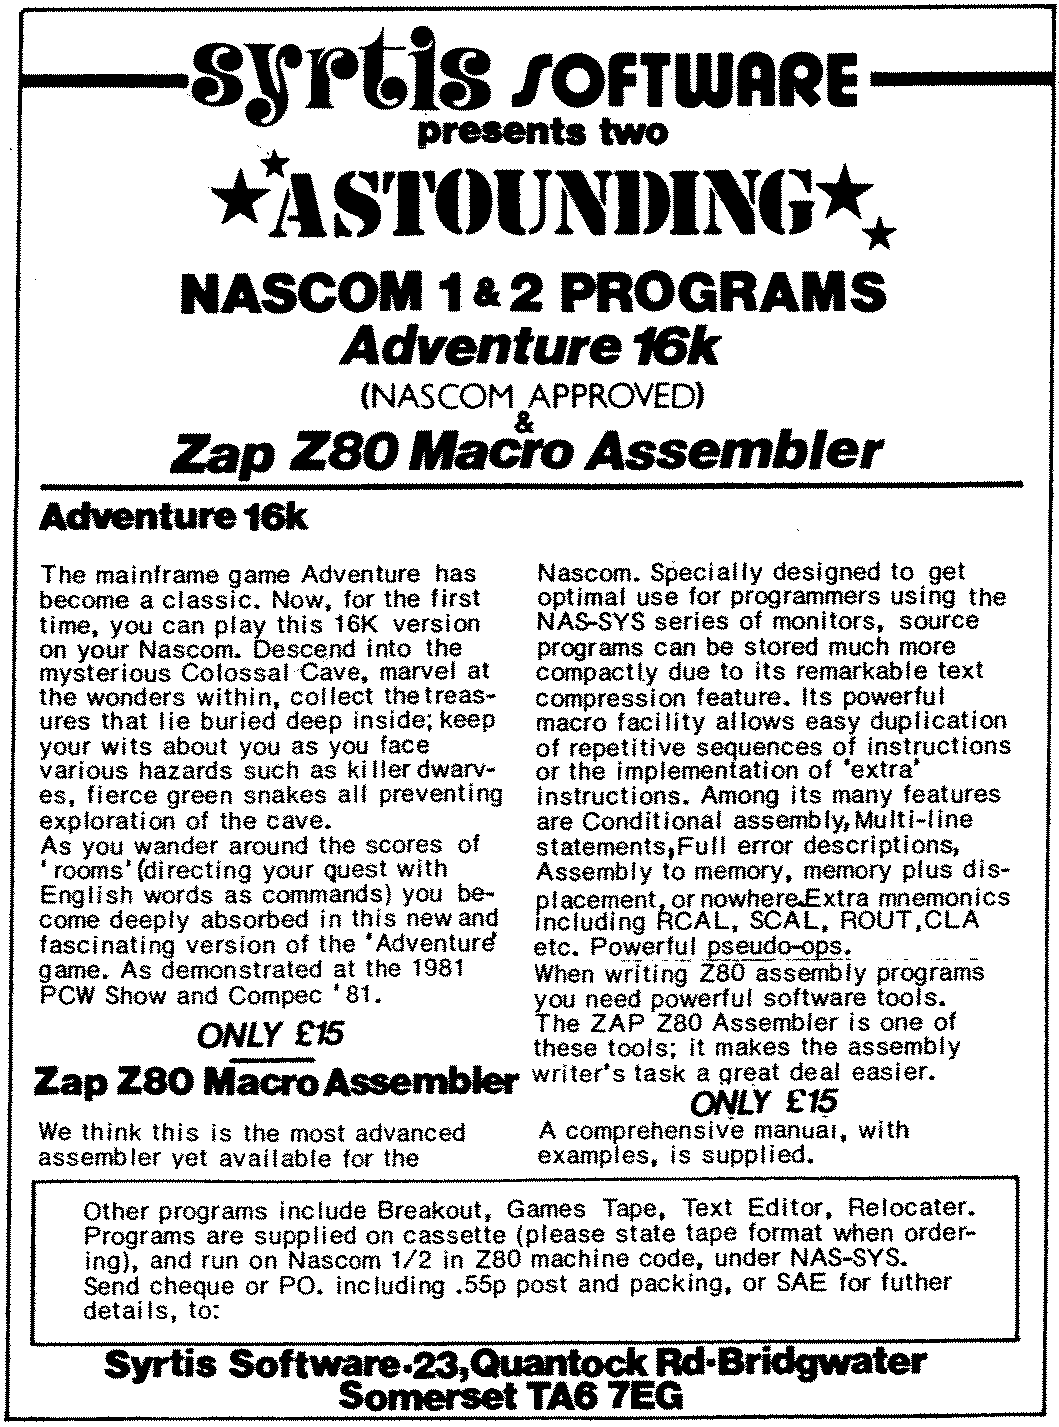 syrtis SOFTWARE
presents two
ASTOUNDING
NASCOM 1 & 2 PROGRAMS
Adventure 16k
(NASCOM APPROVED)
&
Zap Z80 Macro Assembler
Adventure 16k
The mainframe game Adventure has
become a classic. Now, for the first
time, you can play this 16K version
on your Nascom. Descend into the
mysterious Colossal Cave, marvel at
the wonders within, collect the treas-
ures that lie buried deep inside; keep
your wits about you as you face
various hazards such as killer dwarv-
es, fierce green snakes all preventing
exploration of the cave.
As you wander around the scores of
'rooms' (directing your quest with
English words as commands) you be-
come deeply absorbed in this new and
fascinating version of the 'Adventure'
game. As demonstrated at the 1981
PCW Show and Compec '81.
ONLY £15
Zap Z80 Macro Assembler
We think this is the most advanced
assembler yet available for the
Nascom. Specially designed to get
optimal use for programmers using the
NAS-SYS series of monitors, source
programs can be stored much more
compactly due to its remarkable text
compression feature. Its powerful
macro facility allows easy duplication
of repetitive sequences of instructions
or the implementation of 'extra'
instructions. Among its many features
are Conditional assembly, Multi-line
statements, Full error descriptions,
Assembly to memory, memory plus dis-
placement, or nowhere. Extra mnemonics
including RCAL, SCAL, ROUT, CLA
etc. Powerful pseudo-ops.
When writing Z80 assembly programs
you need powerful software tools.
The ZAP Z80 Assembler is one of
these tools; it makes the assembly
writer's task a great deal easier.
ONLY £15
A comprehensive manual, with
examples, is supplied.
Other programs include Breakout, Games Tape, Text Editor, Relocater.
Programs are supplied on cassette (please state tape format when order-
ing), and run on Nascom 1/2 in Z80 machine code, under NAS-SYS.
Send cheque or PO. including .55p post and packing, or SAE for futher
details, to:
Syrtis Software·23,Quantock Rd·Bridgwater
Somerset TA6 7EG